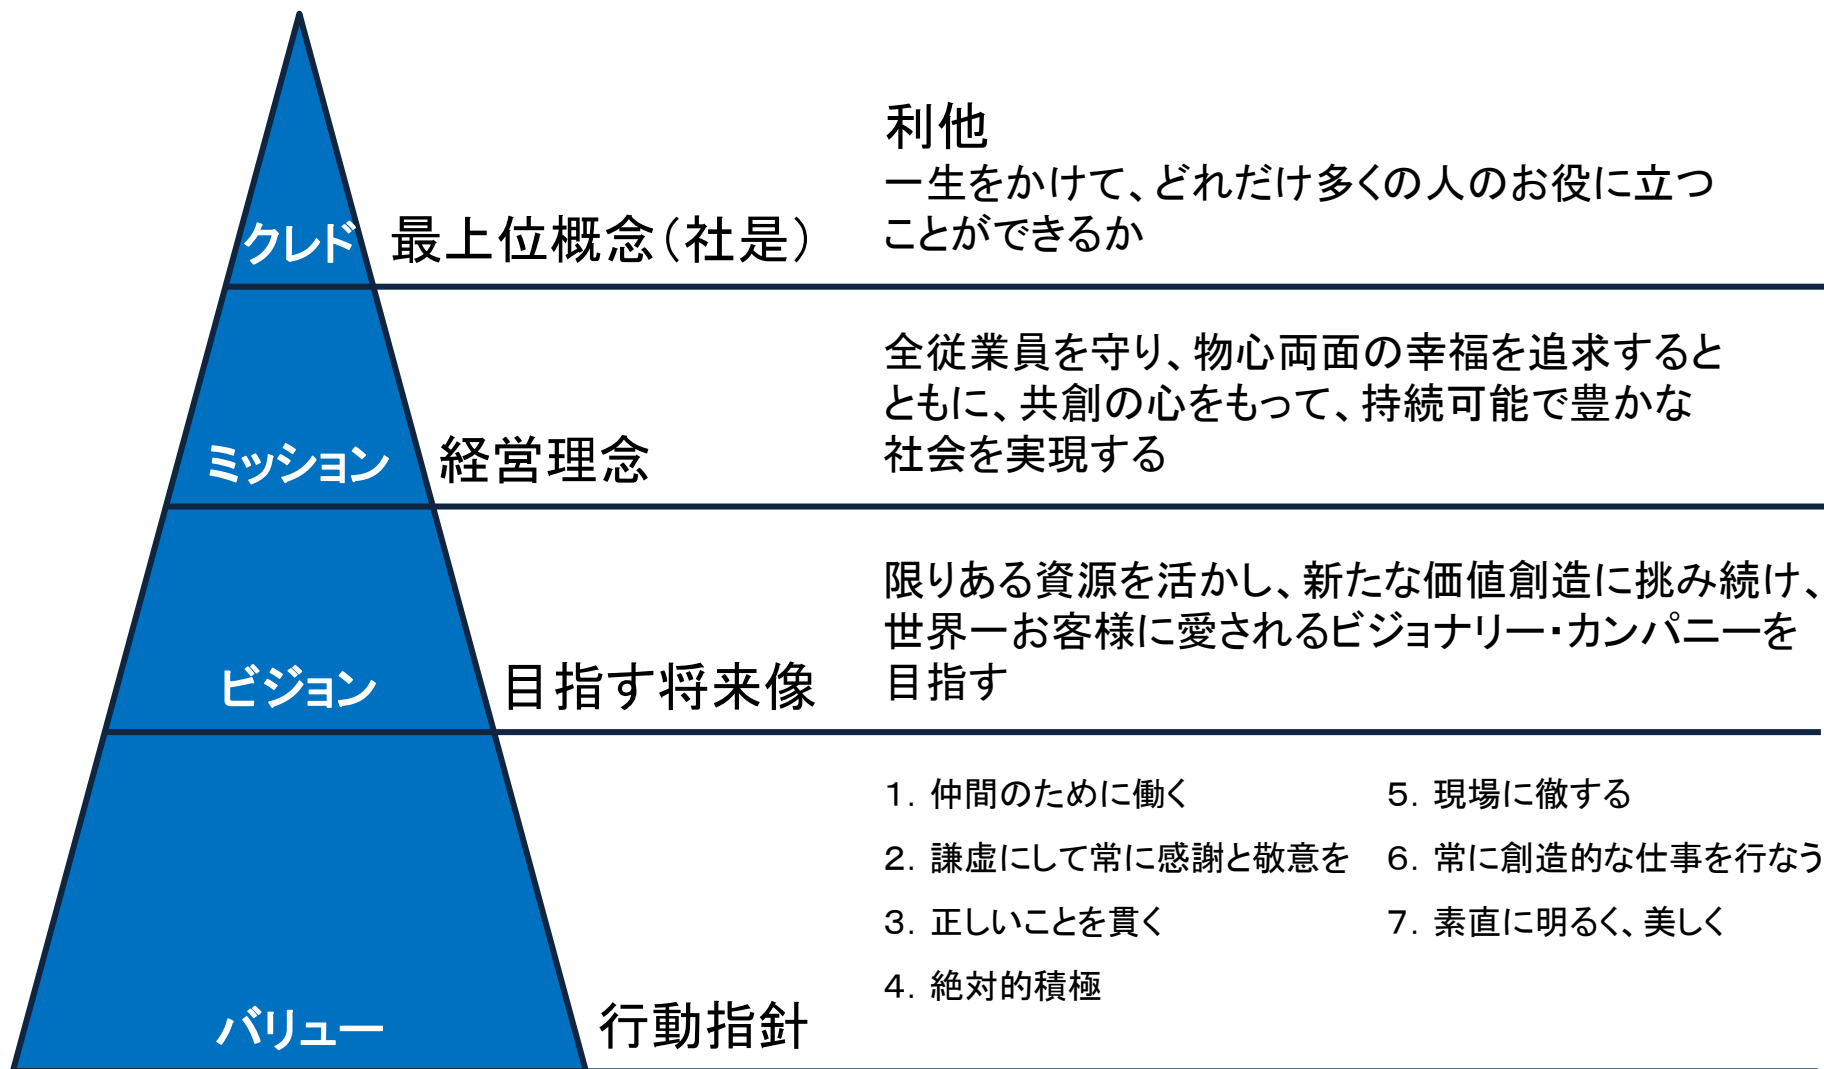 利他
一生をかけて、どれだけ多くの人のお役に立つ
ことができるか
クレド 最上位概念（社是）
全従業員を守り、物心両面の幸福を追求すると
ともに、共創の心をもって、持続可能で豊かな
社会を実現する
ミッション 経営理念
限りある資源を活かし、新たな価値創造に挑み続け、
世界一お客様に愛されるビジョナリー・カンパニーを
目指す
ビジョン 目指す将来像
１．仲間のために働く
２．謙虚にして常に感謝と敬意を
３．正しいことを貫く
４．絶対的積極
５．現場に徹する
６．常に創造的な仕事を行なう
７．素直に明るく、美しく
バリュー 行動指針